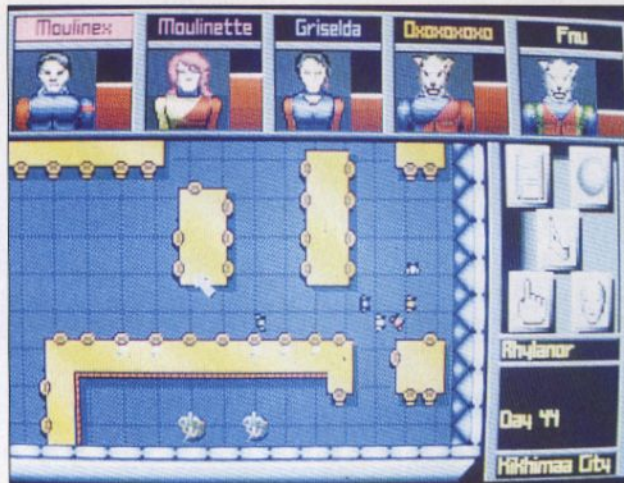 Moulinex
Moulinette
Griselda
Oxoxoxoxo
Fnu
Rhylanor
Day 44
Kikhimaa City